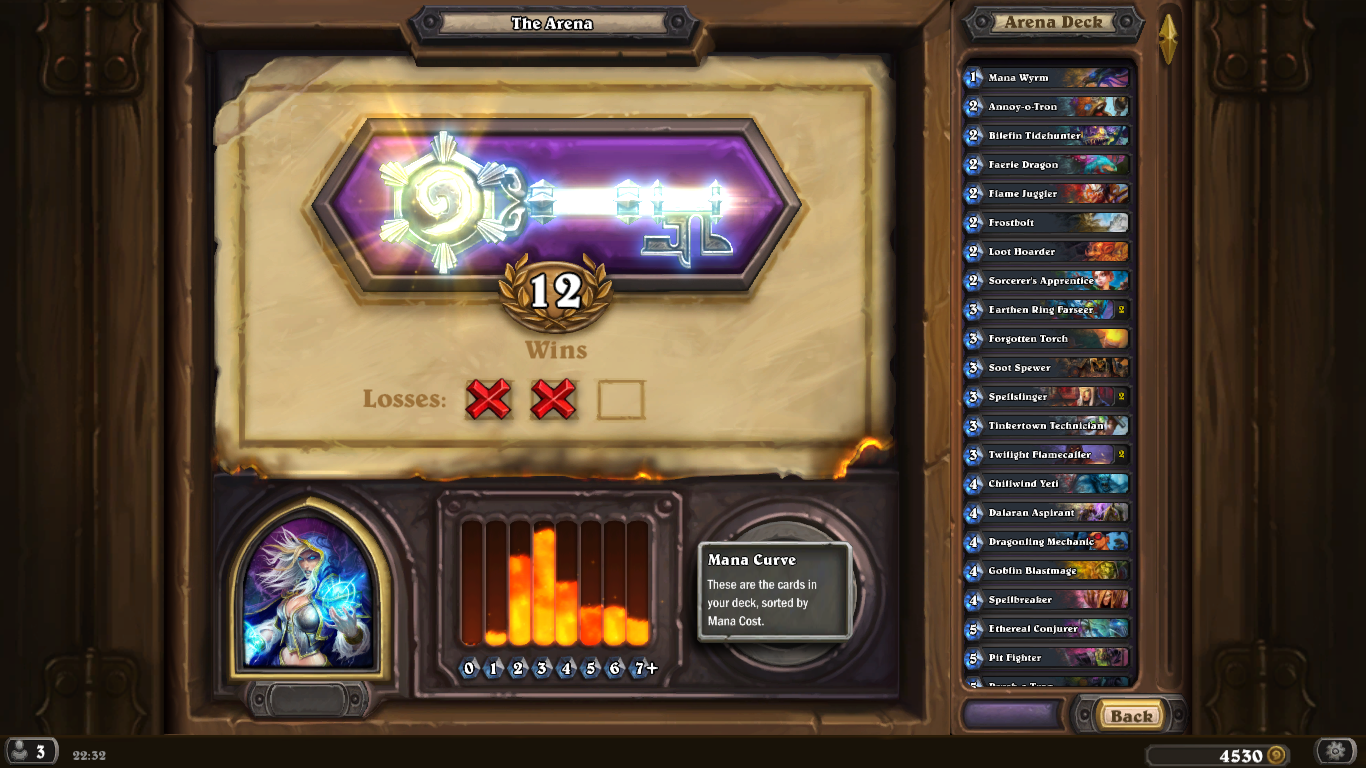 The Arena
12
Wins
Losses:
0 1 2 3 4 5 6 7+
Mana Curve
These are the cards in
your deck, sorted by
Mana Cost.
Arena Deck
1 Mana Wyrm
2 Annoy-o-Tron
2 Bilefin Tidehunter
2 Faerie Dragon
2 Flame Juggler
2 Frostbolt
2 Loot Hoarder
2 Sorcerer's Apprentice
3 Earthen Ring Farseer 2
3 Forgotten Torch
3 Soot Spewer
3 Spellslinger 2
3 Tinkertown Technician
3 Twilight Flamecaller 2
4 Chillwind Yeti
4 Dalaran Aspirant
4 Dragonling Mechanic
4 Goblin Blastmage
4 Spellbreaker
5 Ethereal Conjurer
5 Pit Fighter
Back
3
22:32
4530